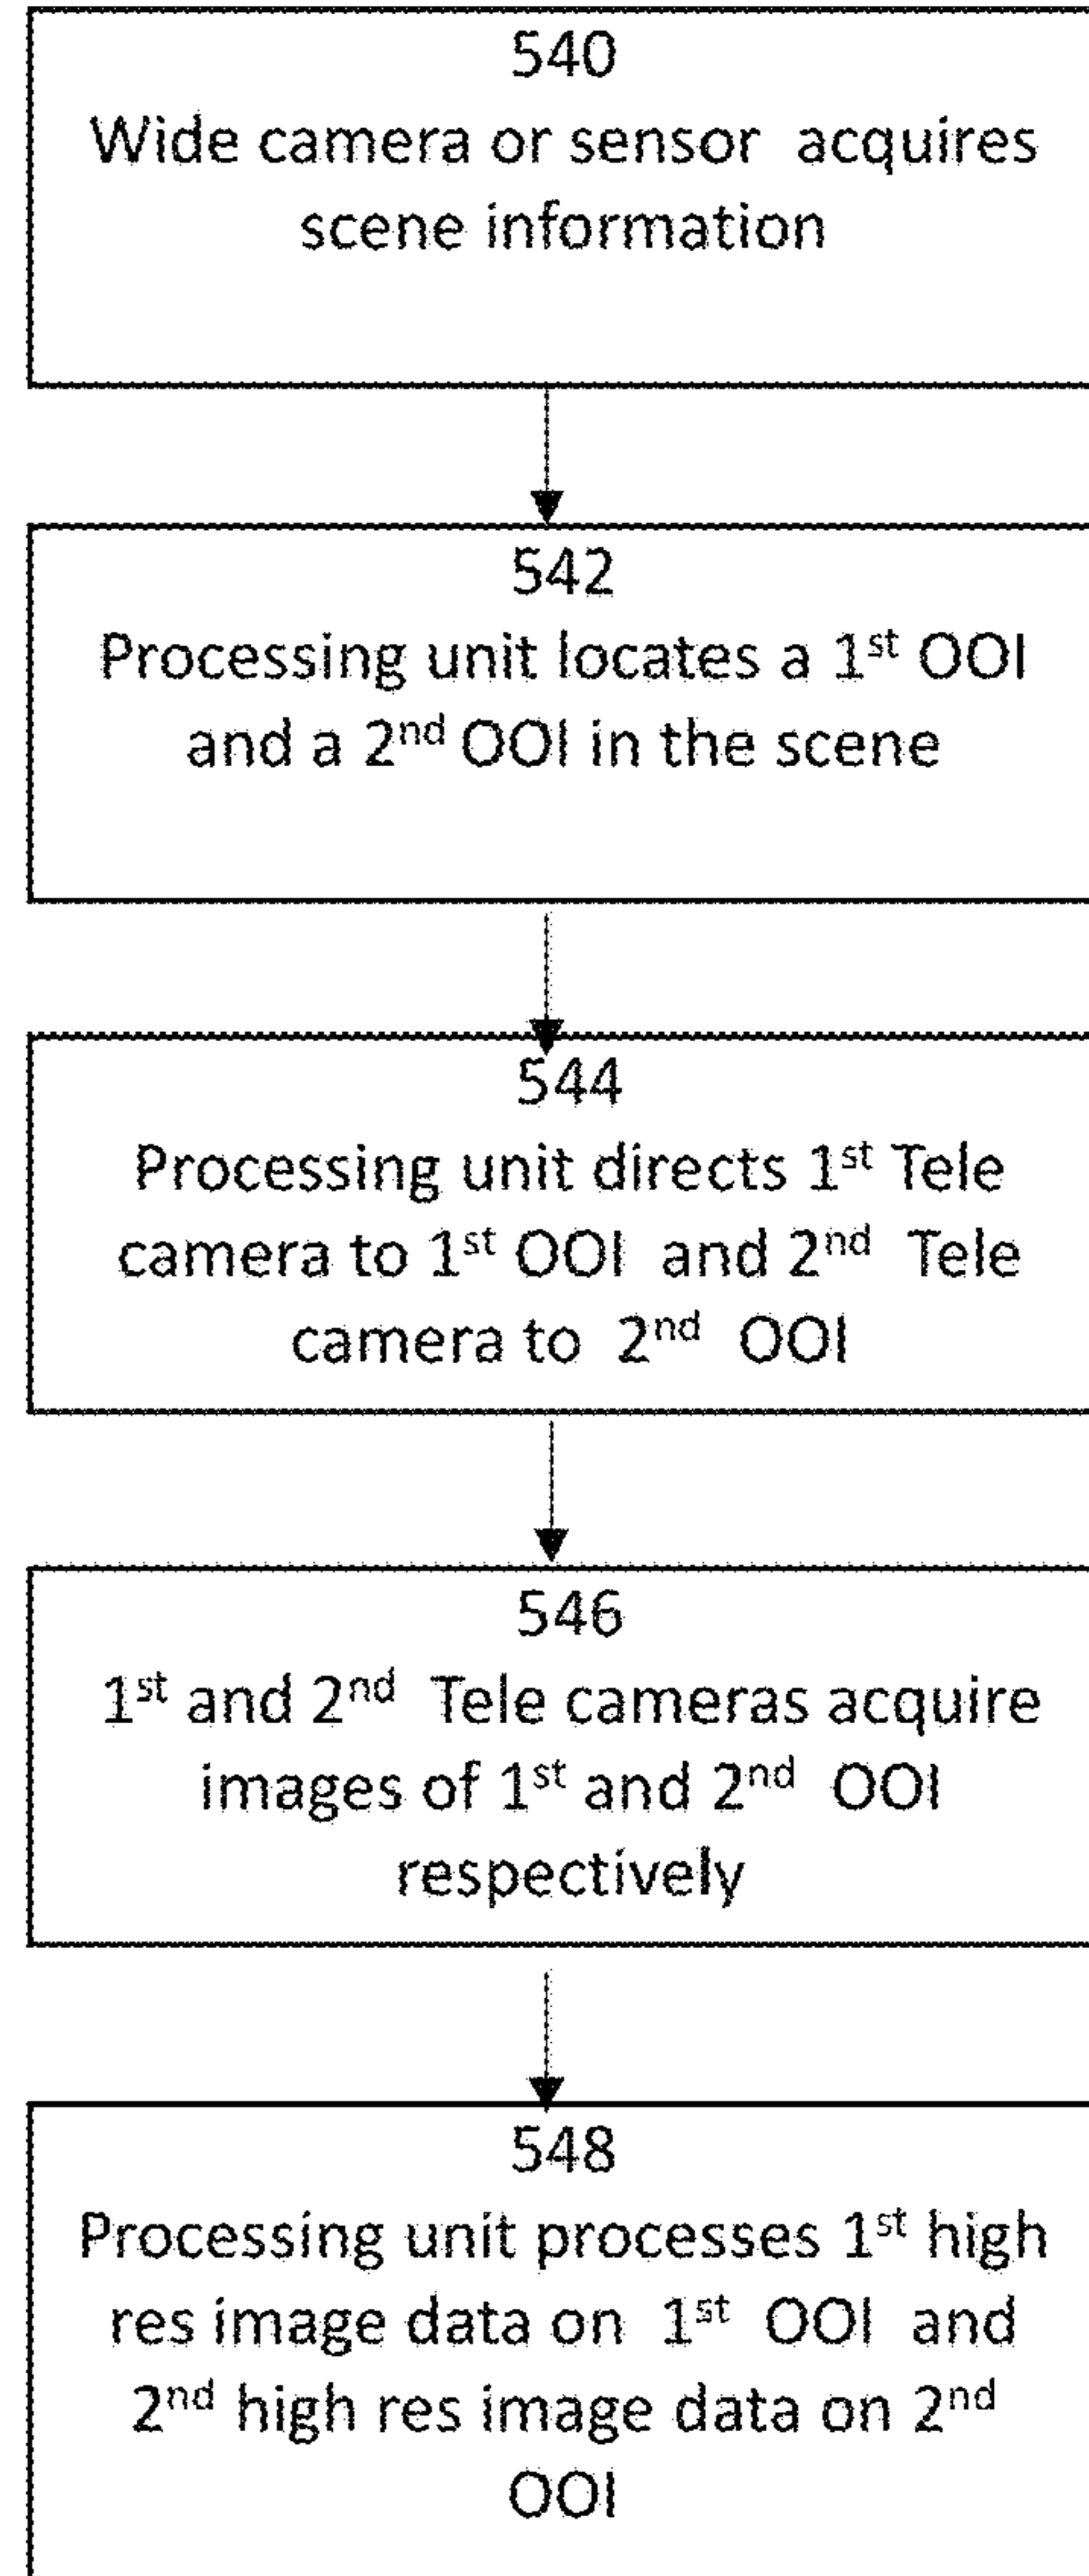 540
Wide camera or sensor acquires
scene information
542
Processing unit locates a 1st OOI
and a 2nd OOI in the scene
544
Processing unit directs 1st Tele
camera to 1st OOI and 2nd Tele
camera to 2nd OOI
546
1st and 2nd Tele cameras acquire
images of 1st and 2nd OOI
respectively
548
Processing unit processes 1st high
res image data on 1st OOI and
2nd high res image data on 2nd
OOI